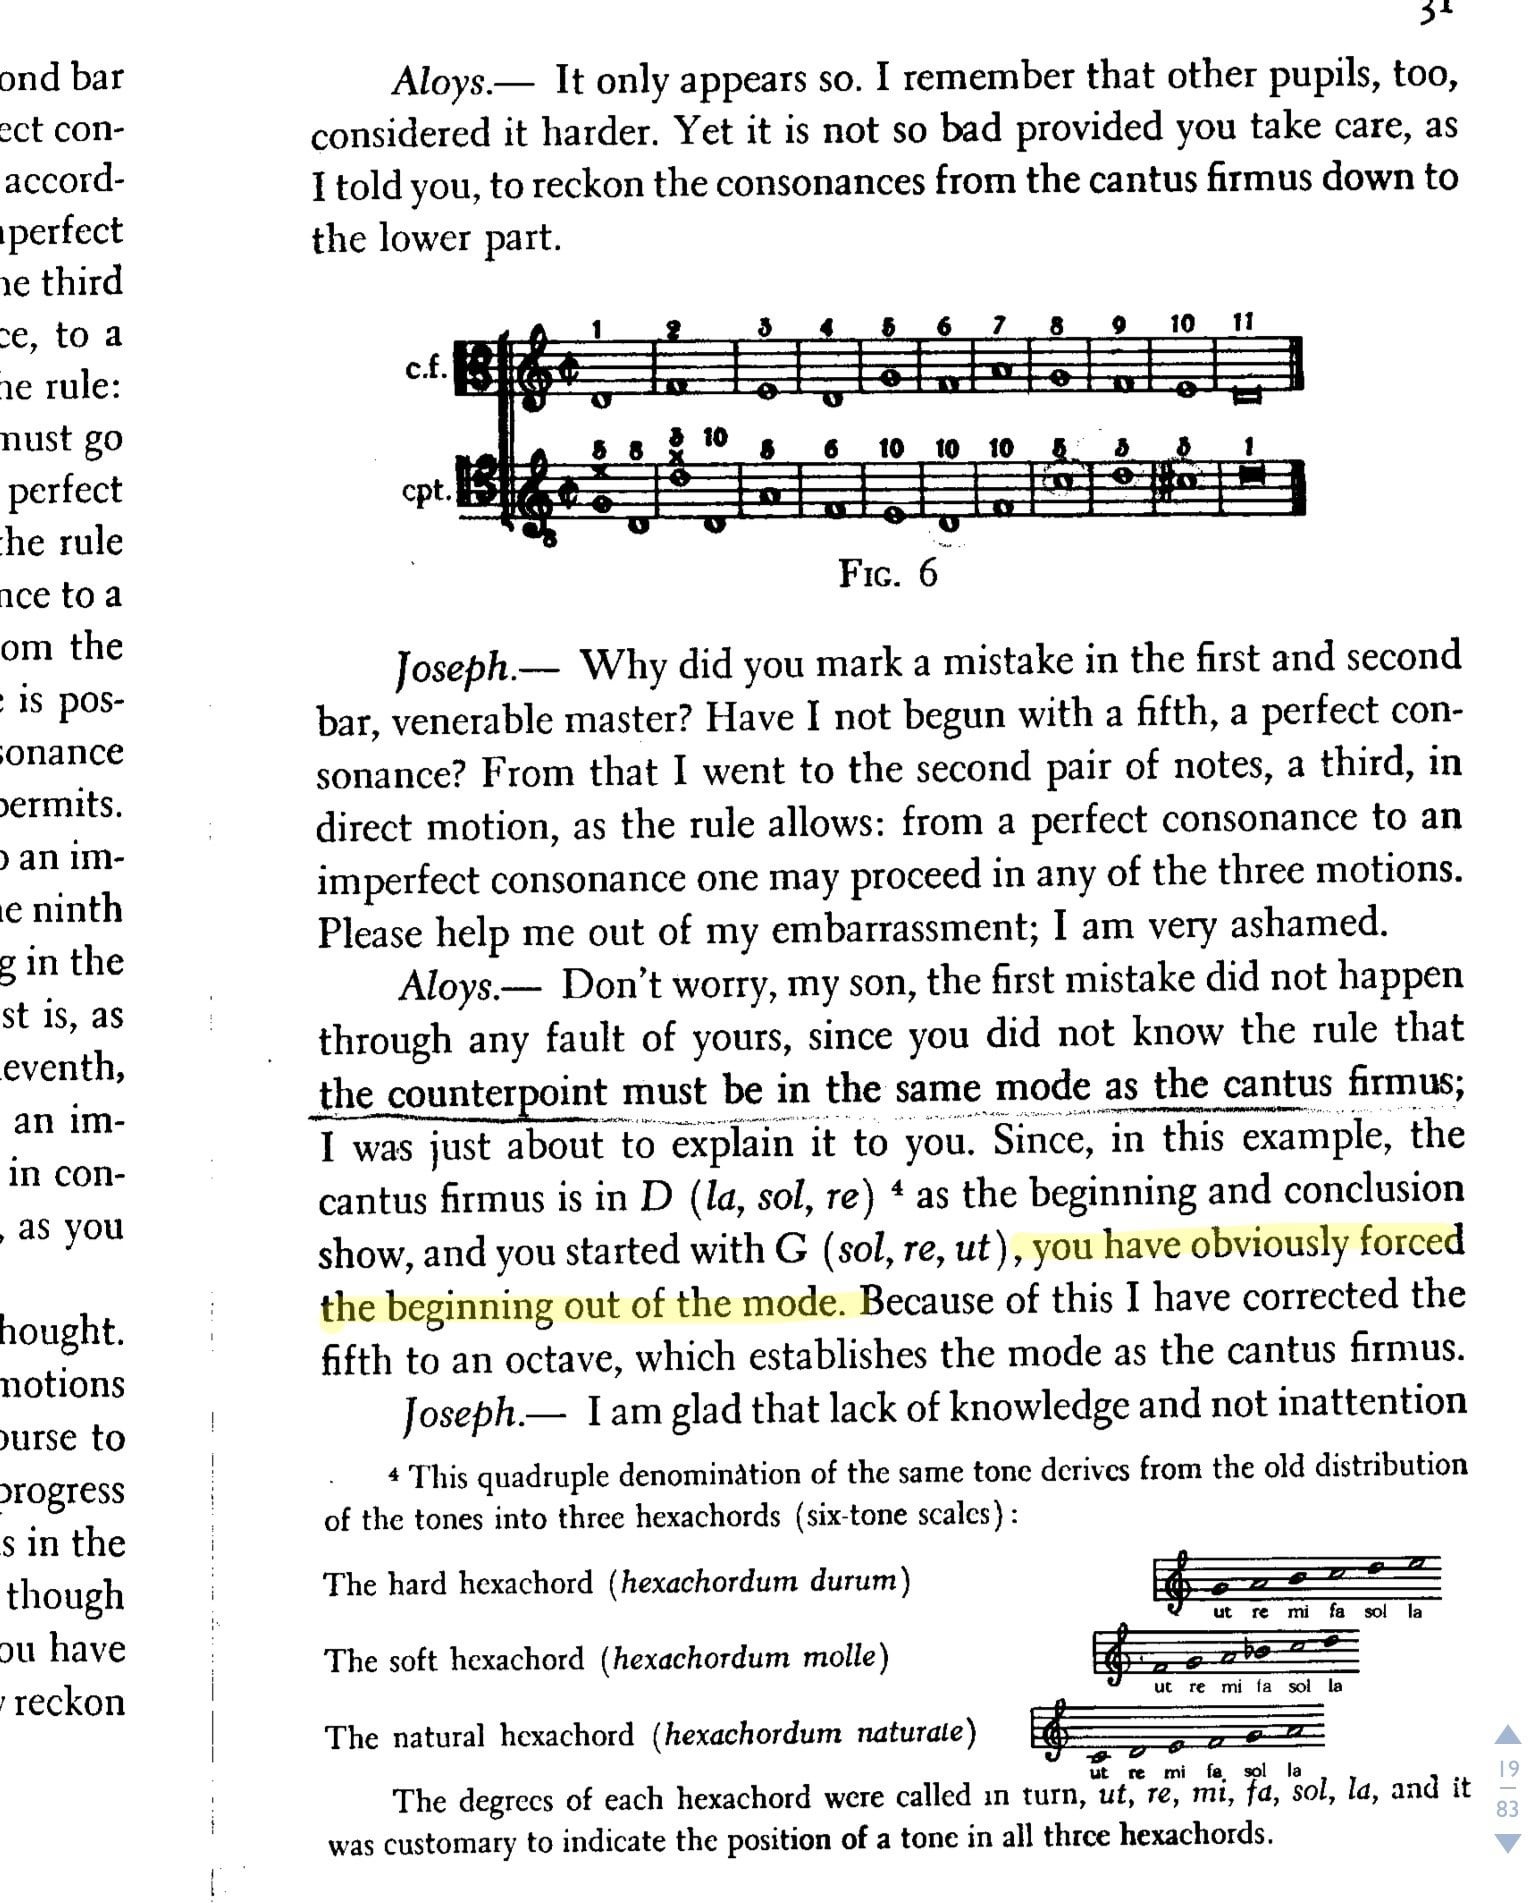 31
ond bar
ect con-
accord-
perfect
ne third
ce, to a
he rule:
must go
perfect
the rule
nce to a
om the
is pos-
sonance
permits.
o an im-
ne ninth
g in the
st is, as
eventh,
an im-
in con-
, as you
hought.
notions
ourse to
progress
s in the
though
ou have
reckon
Aloys.— It only appears so. I remember that other pupils, too,
considered it harder. Yet it is not so bad provided you take care, as
I told you, to reckon the consonances from the cantus firmus down to
the lower part.
1 2 3 4 5 6 7 8 9 10 11
c.f.
5 8 3 10 5 6 10 10 10 5 3 3 1
x x
cpt.
8
FIG. 6
Joseph.— Why did you mark a mistake in the first and second
bar, venerable master? Have I not begun with a fifth, a perfect con-
sonance? From that I went to the second pair of notes, a third, in
direct motion, as the rule allows: from a perfect consonance to an
imperfect consonance one may proceed in any of the three motions.
Please help me out of my embarrassment; I am very ashamed.
Aloys.— Don't worry, my son, the first mistake did not happen
through any fault of yours, since you did not know the rule that
the counterpoint must be in the same mode as the cantus firmus;
I was just about to explain it to you. Since, in this example, the
cantus firmus is in D (la, sol, re) ⁴ as the beginning and conclusion
show, and you started with G (sol, re, ut), you have obviously forced
the beginning out of the mode. Because of this I have corrected the
fifth to an octave, which establishes the mode as the cantus firmus.
Joseph.— I am glad that lack of knowledge and not inattention
⁴ This quadruple denomination of the same tone derives from the old distribution
of the tones into three hexachords (six-tone scales):
The hard hexachord (hexachordum durum)
ut re mi fa sol la
The soft hexachord (hexachordum molle)
ut re mi fa sol la
The natural hexachord (hexachordum naturale)
ut re mi fa sol la
The degrees of each hexachord were called in turn, ut, re, mi, fa, sol, la, and it
was customary to indicate the position of a tone in all three hexachords.
19
83